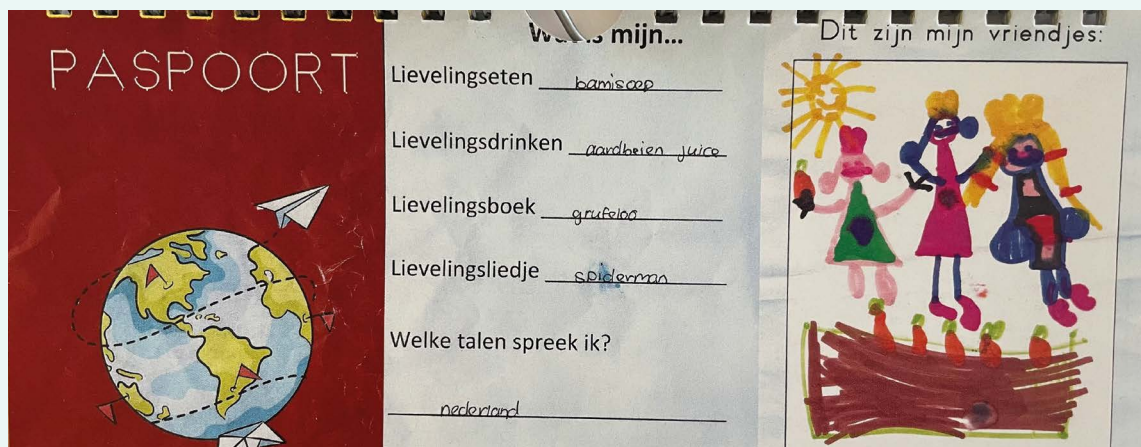 PASPOORT
mijn...
Lievelingseten bamisoep
Lievelingsdrinken aardbeien juice
Lievelingsboek grufeloo
Lievelingsliedje spiderman
Welke talen spreek ik?
nederland
Dit zijn mijn vriendjes: